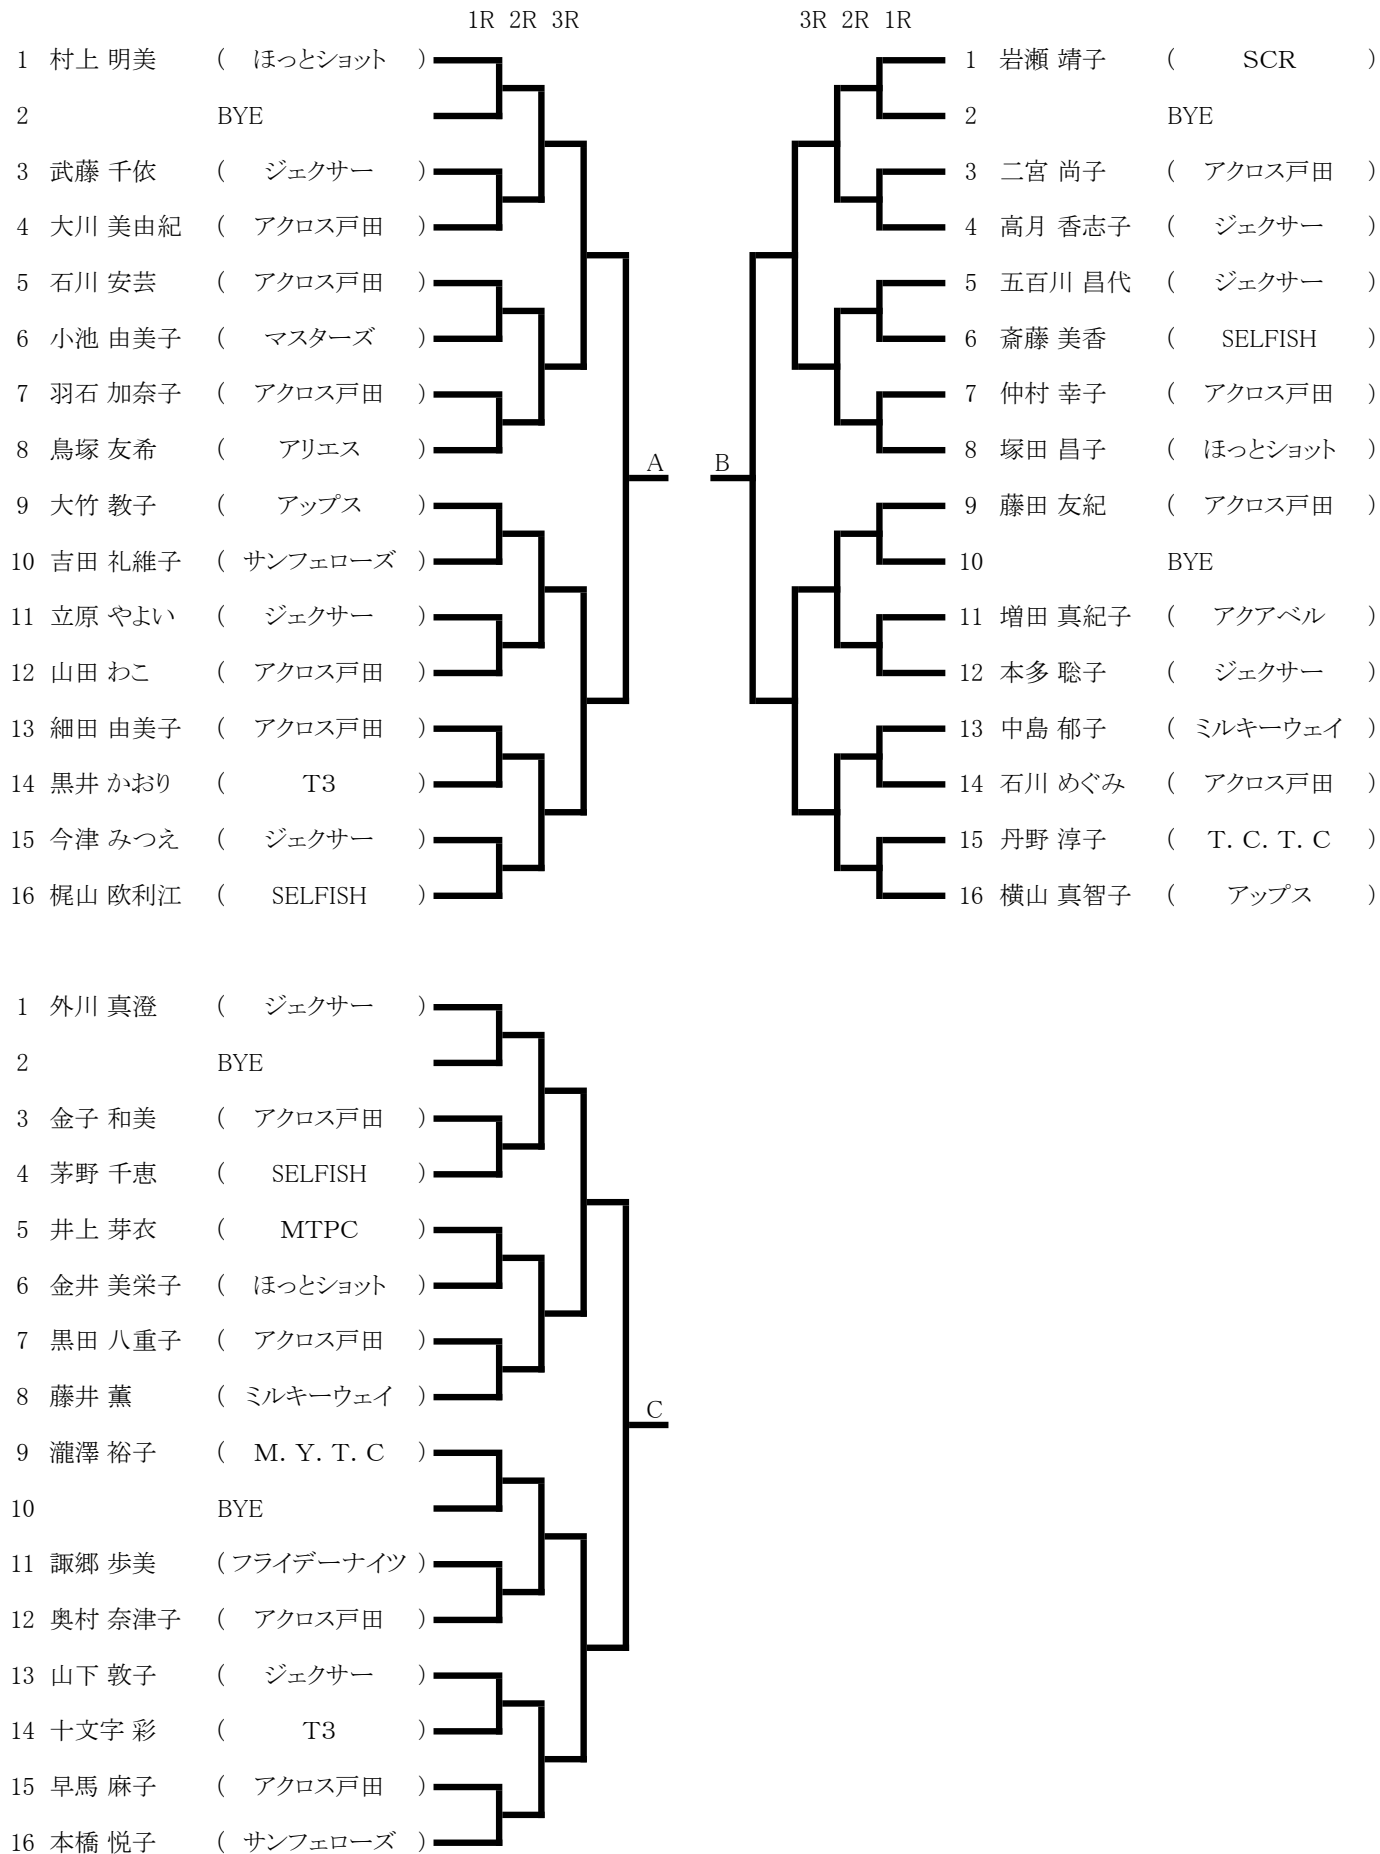 1R 2R 3R
3R 2R 1R
1 村上 明美 ( ほっとショット )
2 BYE
3 武藤 千依 ( ジェクサー )
4 大川 美由紀 ( アクロス戸田 )
5 石川 安芸 ( アクロス戸田 )
6 小池 由美子 ( マスターズ )
7 羽石 加奈子 ( アクロス戸田 )
8 鳥塚 友希 ( アリエス )
9 大竹 教子 ( アップス )
10 吉田 礼維子 ( サンフェローズ )
11 立原 やよい ( ジェクサー )
12 山田 わこ ( アクロス戸田 )
13 細田 由美子 ( アクロス戸田 )
14 黒井 かおり ( T3 )
15 今津 みつえ ( ジェクサー )
16 梶山 欧利江 ( SELFISH )
A
B
1 岩瀬 靖子 ( SCR )
2 BYE
3 二宮 尚子 ( アクロス戸田 )
4 高月 香志子 ( ジェクサー )
5 五百川 昌代 ( ジェクサー )
6 斎藤 美香 ( SELFISH )
7 仲村 幸子 ( アクロス戸田 )
8 塚田 昌子 ( ほっとショット )
9 藤田 友紀 ( アクロス戸田 )
10 BYE
11 増田 真紀子 ( アクアベル )
12 本多 聡子 ( ジェクサー )
13 中島 郁子 ( ミルキーウェイ )
14 石川 めぐみ ( アクロス戸田 )
15 丹野 淳子 ( T. C. T. C )
16 横山 真智子 ( アップス )
1 外川 真澄 ( ジェクサー )
2 BYE
3 金子 和美 ( アクロス戸田 )
4 茅野 千恵 ( SELFISH )
5 井上 芽衣 ( MTPC )
6 金井 美栄子 ( ほっとショット )
7 黒田 八重子 ( アクロス戸田 )
8 藤井 薫 ( ミルキーウェイ )
9 瀧澤 裕子 ( M. Y. T. C )
10 BYE
11 諏郷 歩美 ( フライデーナイツ )
12 奥村 奈津子 ( アクロス戸田 )
13 山下 敦子 ( ジェクサー )
14 十文字 彩 ( T3 )
15 早馬 麻子 ( アクロス戸田 )
16 本橋 悦子 ( サンフェローズ )
C